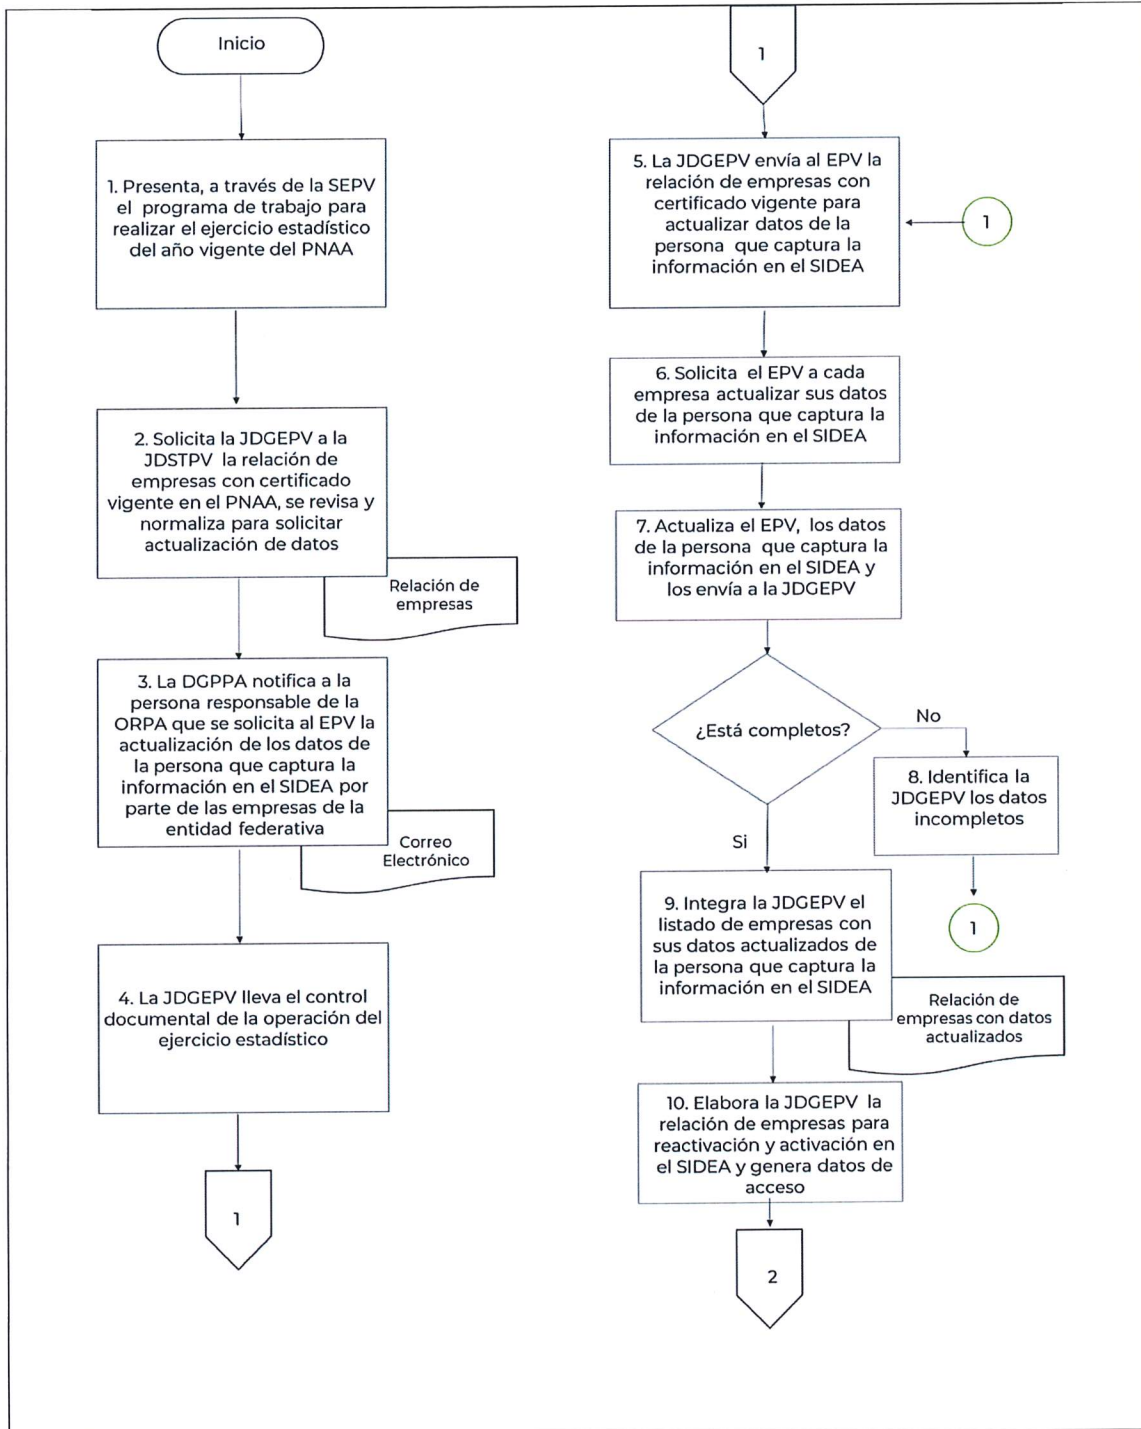 Inicio
1. Presenta, a través de la SEPV
el programa de trabajo para
realizar el ejercicio estadístico
del año vigente del PNAA
2. Solicita la JDGEPV a la
JDSTPV la relación de
empresas con certificado
vigente en el PNAA, se revisa y
normaliza para solicitar
actualización de datos
Relación de
empresas
3. La DGPPA notifica a la
persona responsable de la
ORPA que se solicita al EPV la
actualización de los datos de
la persona que captura la
información en el SIDEA por
parte de las empresas de la
entidad federativa
Correo
Electrónico
4. La JDGEPV lleva el control
documental de la operación del
ejercicio estadístico
1
1
5. La JDGEPV envía al EPV la
relación de empresas con
certificado vigente para
actualizar datos de la
persona que captura la
información en el SIDEA
1
6. Solicita el EPV a cada
empresa actualizar sus datos
de la persona que captura la
información en el SIDEA
7. Actualiza el EPV, los datos
de la persona que captura la
información en el SIDEA y
los envía a la JDGEPV
¿Está completos?
No
8. Identifica la
JDGEPV los datos
incompletos
1
Si
9. Integra la JDGEPV el
listado de empresas con
sus datos actualizados de
la persona que captura la
información en el SIDEA
Relación de
empresas con datos
actualizados
10. Elabora la JDGEPV la
relación de empresas para
reactivación y activación en
el SIDEA y genera datos de
acceso
2